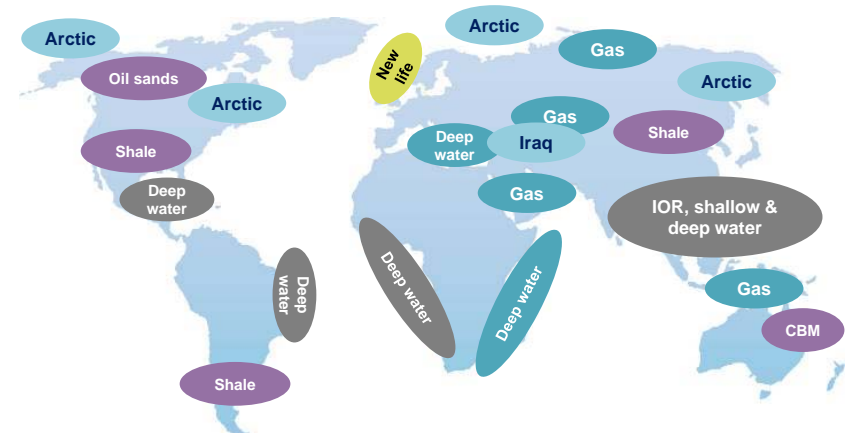 Arctic
Arctic
New
life
Gas
Oil sands
Arctic
Arctic
Gas
Shale
Deep
water
Iraq
Shale
Deep
water
Gas
IOR, shallow &
deep water
Deep
water
Deep water
Deep water
Gas
CBM
Shale